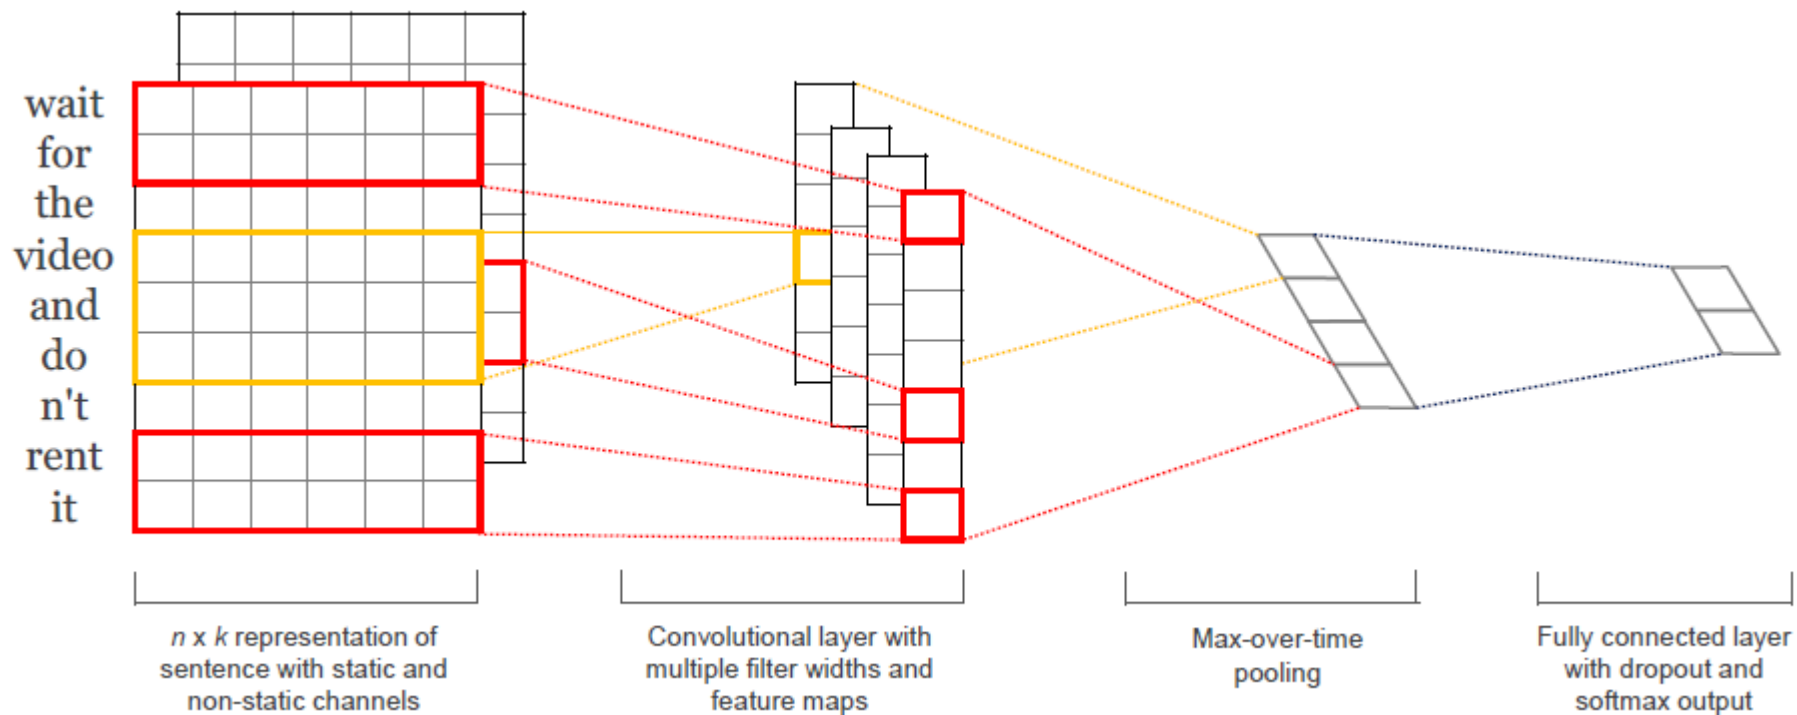 wait
for
the
video
and
do
n't
rent
it
n x k representation of
sentence with static and
non-static channels
Convolutional layer with
multiple filter widths and
feature maps
Max-over-time
pooling
Fully connected layer
with dropout and
softmax output